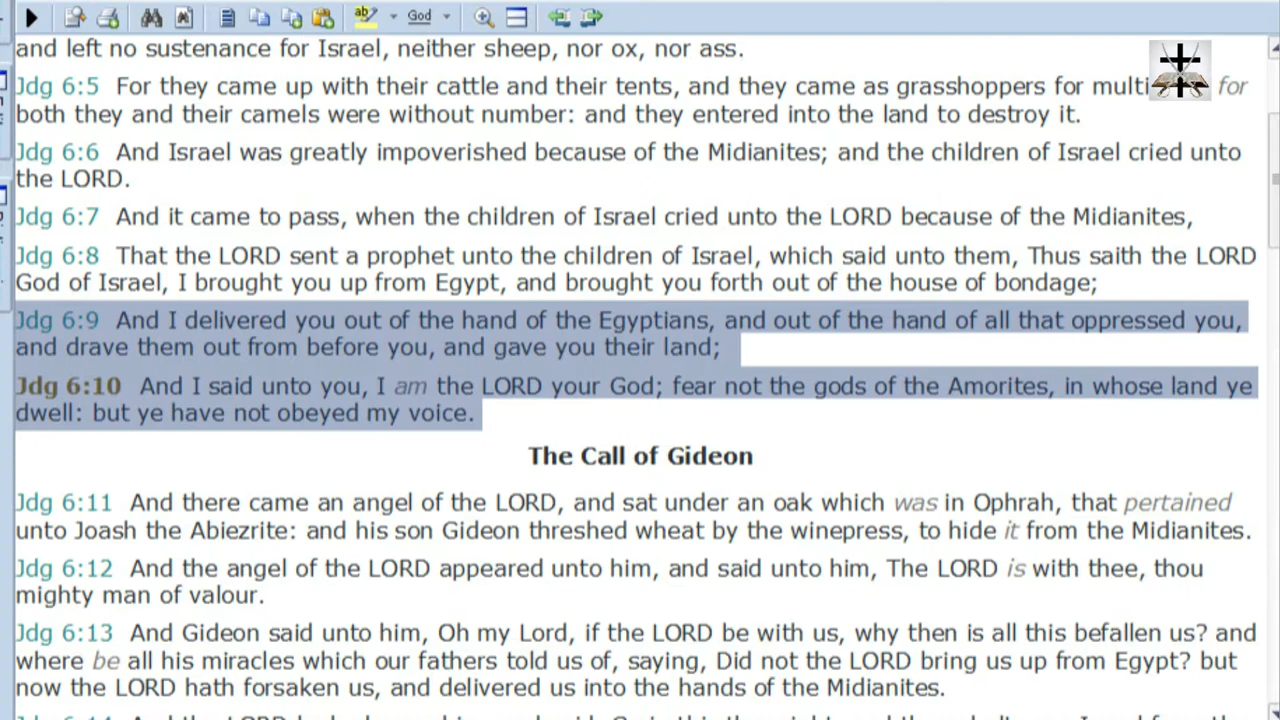 ab
God
and left no sustenance for Israel, neither sheep, nor ox, nor ass.
Jdg 6:5 For they came up with their cattle and their tents, and they came as grasshoppers for multi for
both they and their camels were without number: and they entered into the land to destroy it.
Jdg 6:6 And Israel was greatly impoverished because of the Midianites; and the children of Israel cried unto
the LORD.
Jdg 6:7 And it came to pass, when the children of Israel cried unto the LORD because of the Midianites,
Jdg 6:8 That the LORD sent a prophet unto the children of Israel, which said unto them, Thus saith the LORD
God of Israel, I brought you up from Egypt, and brought you forth out of the house of bondage;
Jdg 6:9 And I delivered you out of the hand of the Egyptians, and out of the hand of all that oppressed you,
and drave them out from before you, and gave you their land;
Jdg 6:10 And I said unto you, I am the LORD your God; fear not the gods of the Amorites, in whose land ye
dwell: but ye have not obeyed my voice.
The Call of Gideon
Jdg 6:11 And there came an angel of the LORD, and sat under an oak which was in Ophrah, that pertained
unto Joash the Abiezrite: and his son Gideon threshed wheat by the winepress, to hide it from the Midianites.
Jdg 6:12 And the angel of the LORD appeared unto him, and said unto him, The LORD is with thee, thou
mighty man of valour.
Jdg 6:13 And Gideon said unto him, Oh my Lord, if the LORD be with us, why then is all this befallen us? and
where be all his miracles which our fathers told us of, saying, Did not the LORD bring us up from Egypt? but
now the LORD hath forsaken us, and delivered us into the hands of the Midianites.